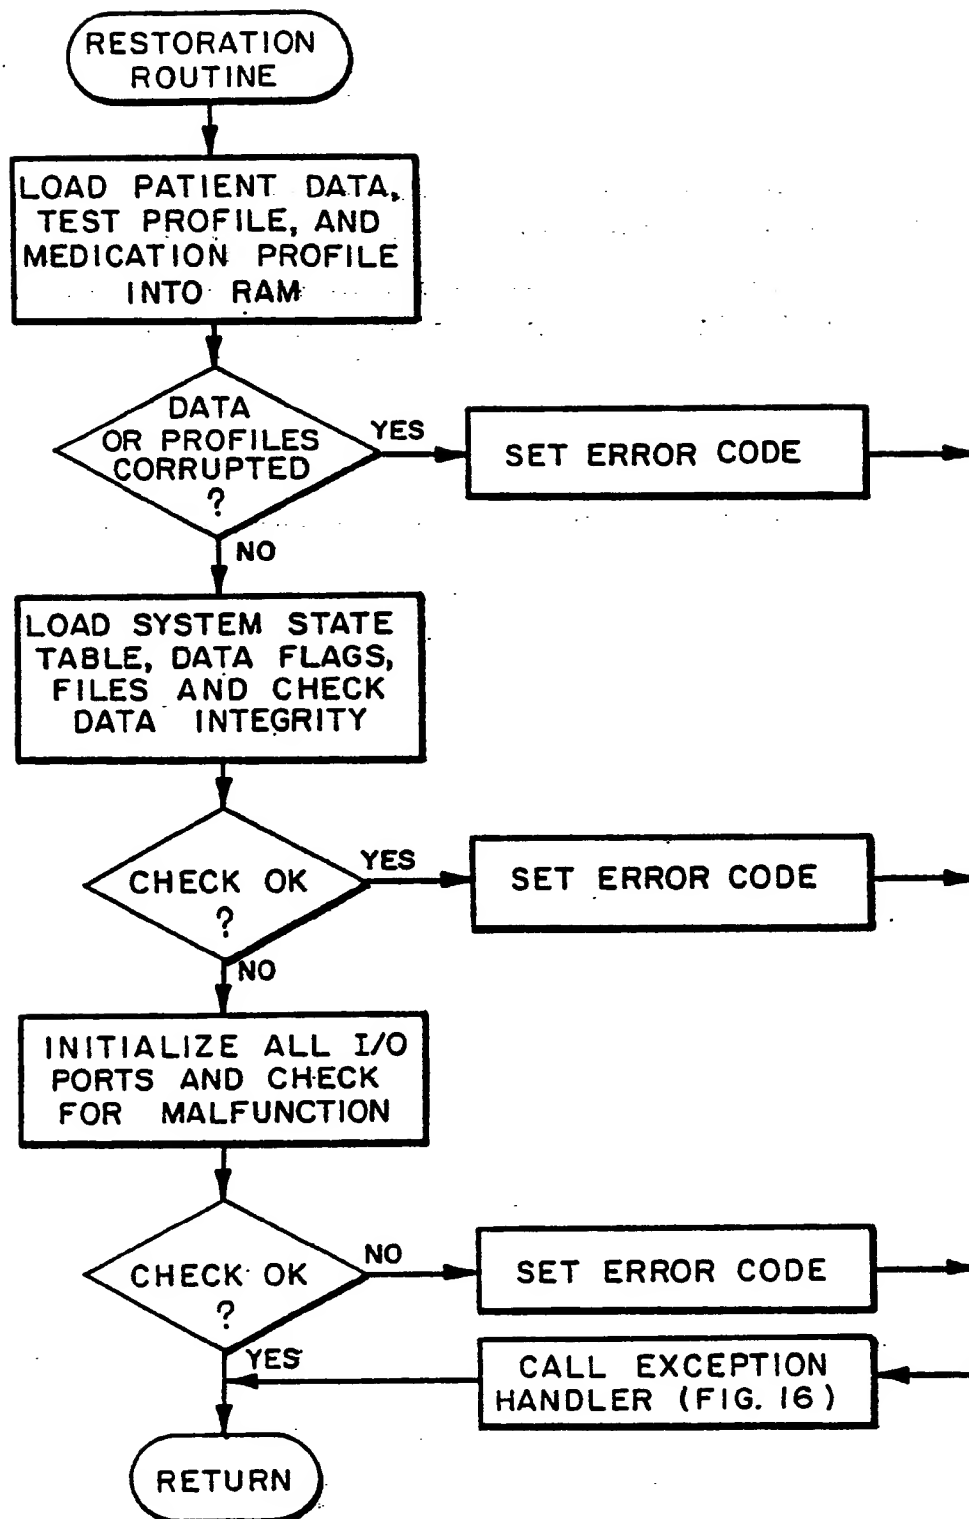 RESTORATION
ROUTINE
LOAD PATIENT DATA,
TEST PROFILE, AND
MEDICATION PROFILE
INTO RAM
DATA
OR PROFILES
CORRUPTED
?
YES
SET ERROR CODE
NO
LOAD SYSTEM STATE
TABLE, DATA FLAGS,
FILES AND CHECK
DATA INTEGRITY
CHECK OK
?
YES
SET ERROR CODE
NO
INITIALIZE ALL I/O
PORTS AND CHECK
FOR MALFUNCTION
CHECK OK
?
NO
SET ERROR CODE
YES
CALL EXCEPTION
HANDLER (FIG. 16)
RETURN